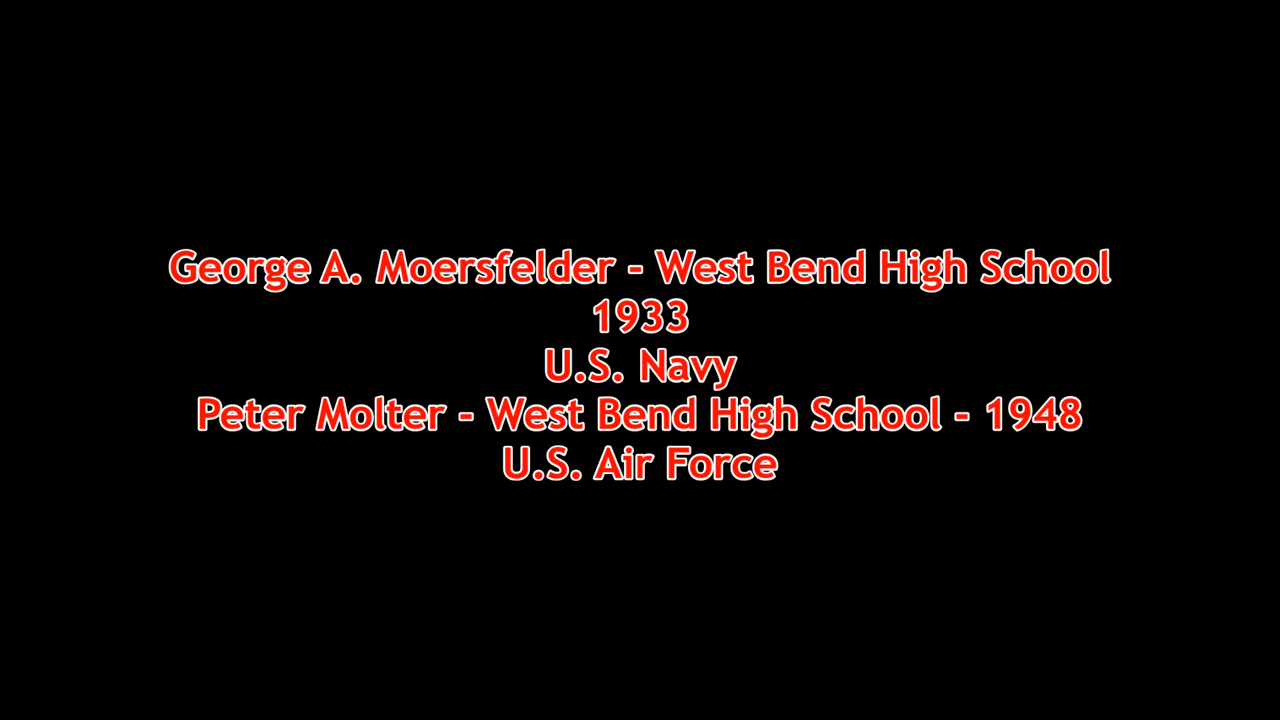 George A. Moersfelder - West Bend High School
1933
U.S. Navy
Peter Molter - West Bend High School - 1948
U.S. Air Force